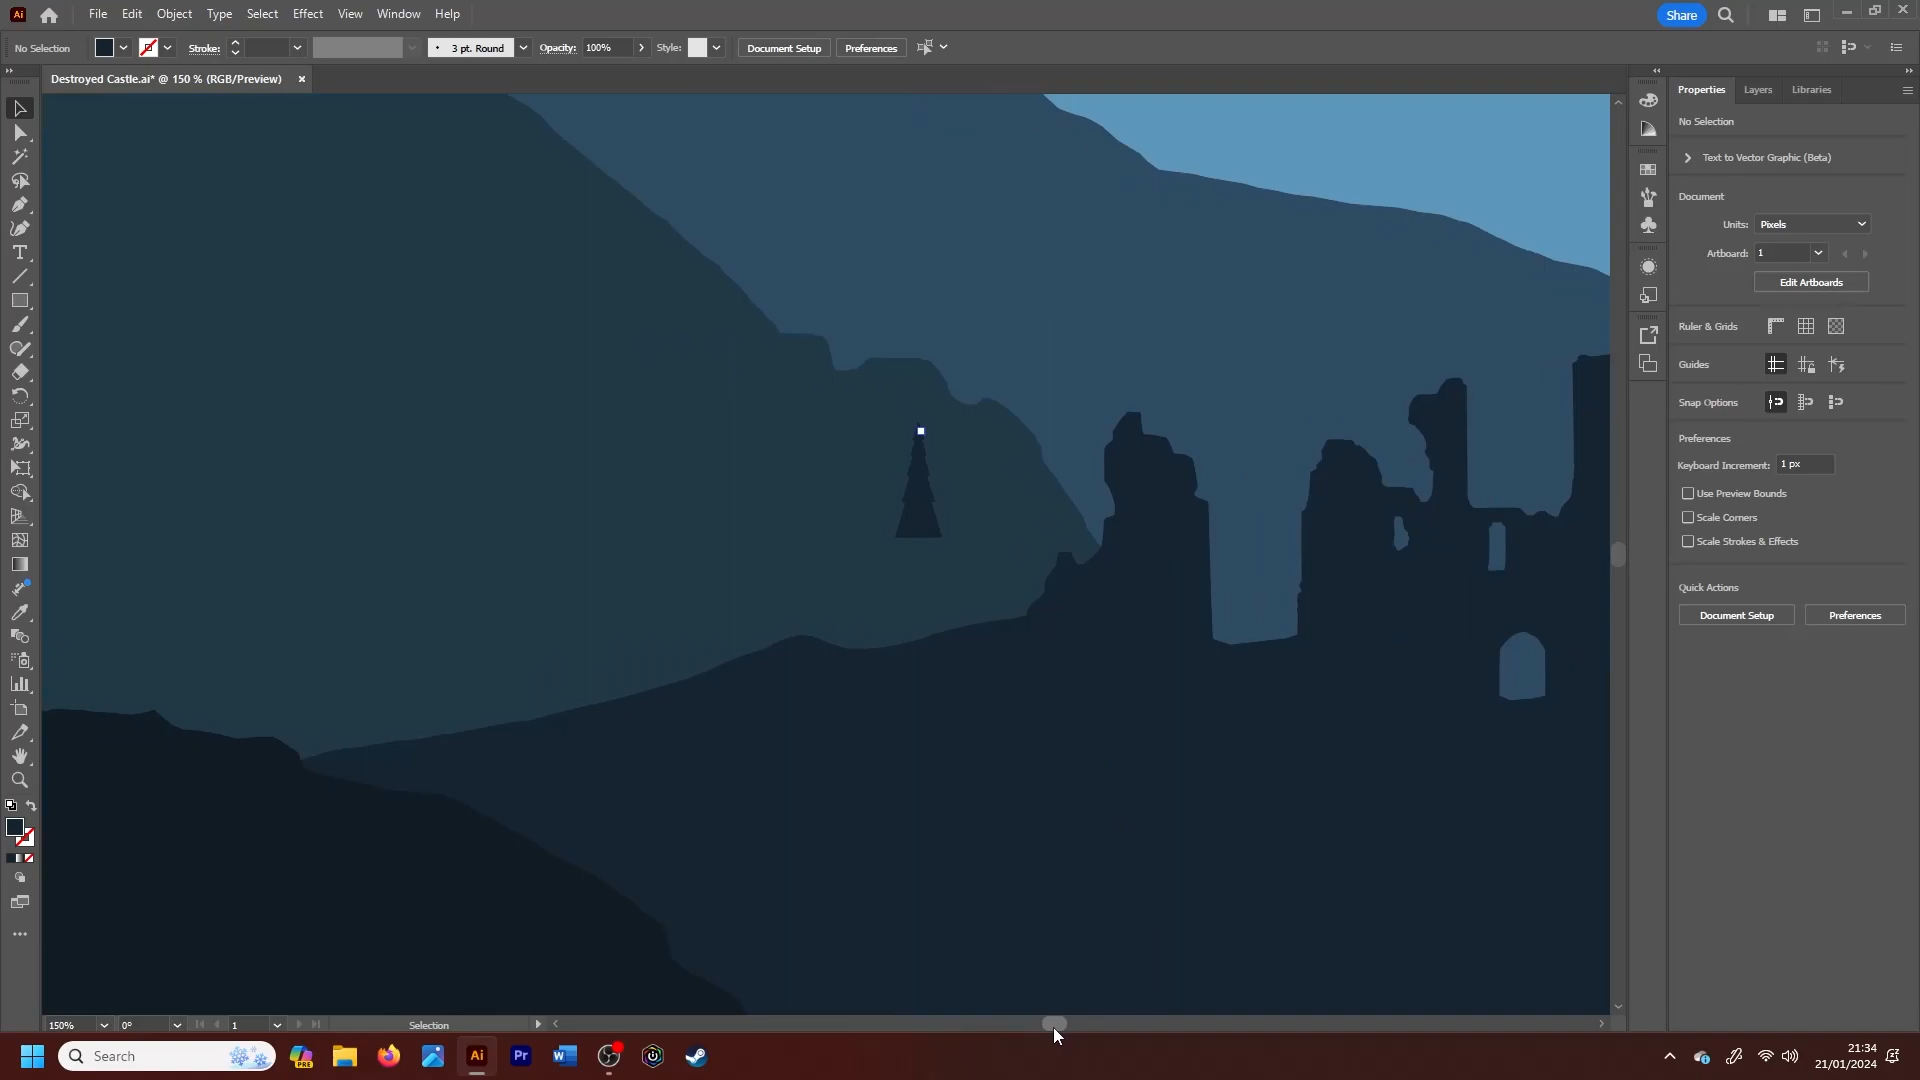 Ai File Edit Object Type Select Effect View Window Help Share
No Selection Stroke: 3 pt. Round Opacity: 100% Style: Document Setup Preferences
Destroyed Castle.ai* @ 150 % (RGB/Preview) ×
Properties Layers Libraries
No Selection
Text to Vector Graphic (Beta)
Document
Units: Pixels
Artboard: 1
Edit Artboards
Ruler & Grids
Guides
Snap Options
Preferences
Keyboard Increment: 1 px
Use Preview Bounds
Scale Corners
Scale Strokes & Effects
Quick Actions
Document Setup Preferences
150% 0° 1 Selection
Search PRE Ai Pr W
21:34
21/01/2024